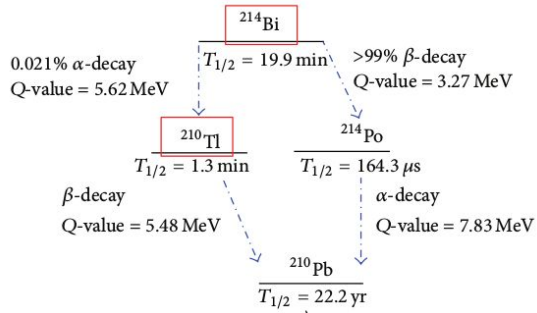 ²¹⁴Bi
T₁/₂ = 19.9 min
0.021% α-decay
Q-value = 5.62 MeV
>99% β-decay
Q-value = 3.27 MeV
²¹⁰Tl
T₁/₂ = 1.3 min
²¹⁴Po
T₁/₂ = 164.3 μs
β-decay
Q-value = 5.48 MeV
α-decay
Q-value = 7.83 MeV
²¹⁰Pb
T₁/₂ = 22.2 yr